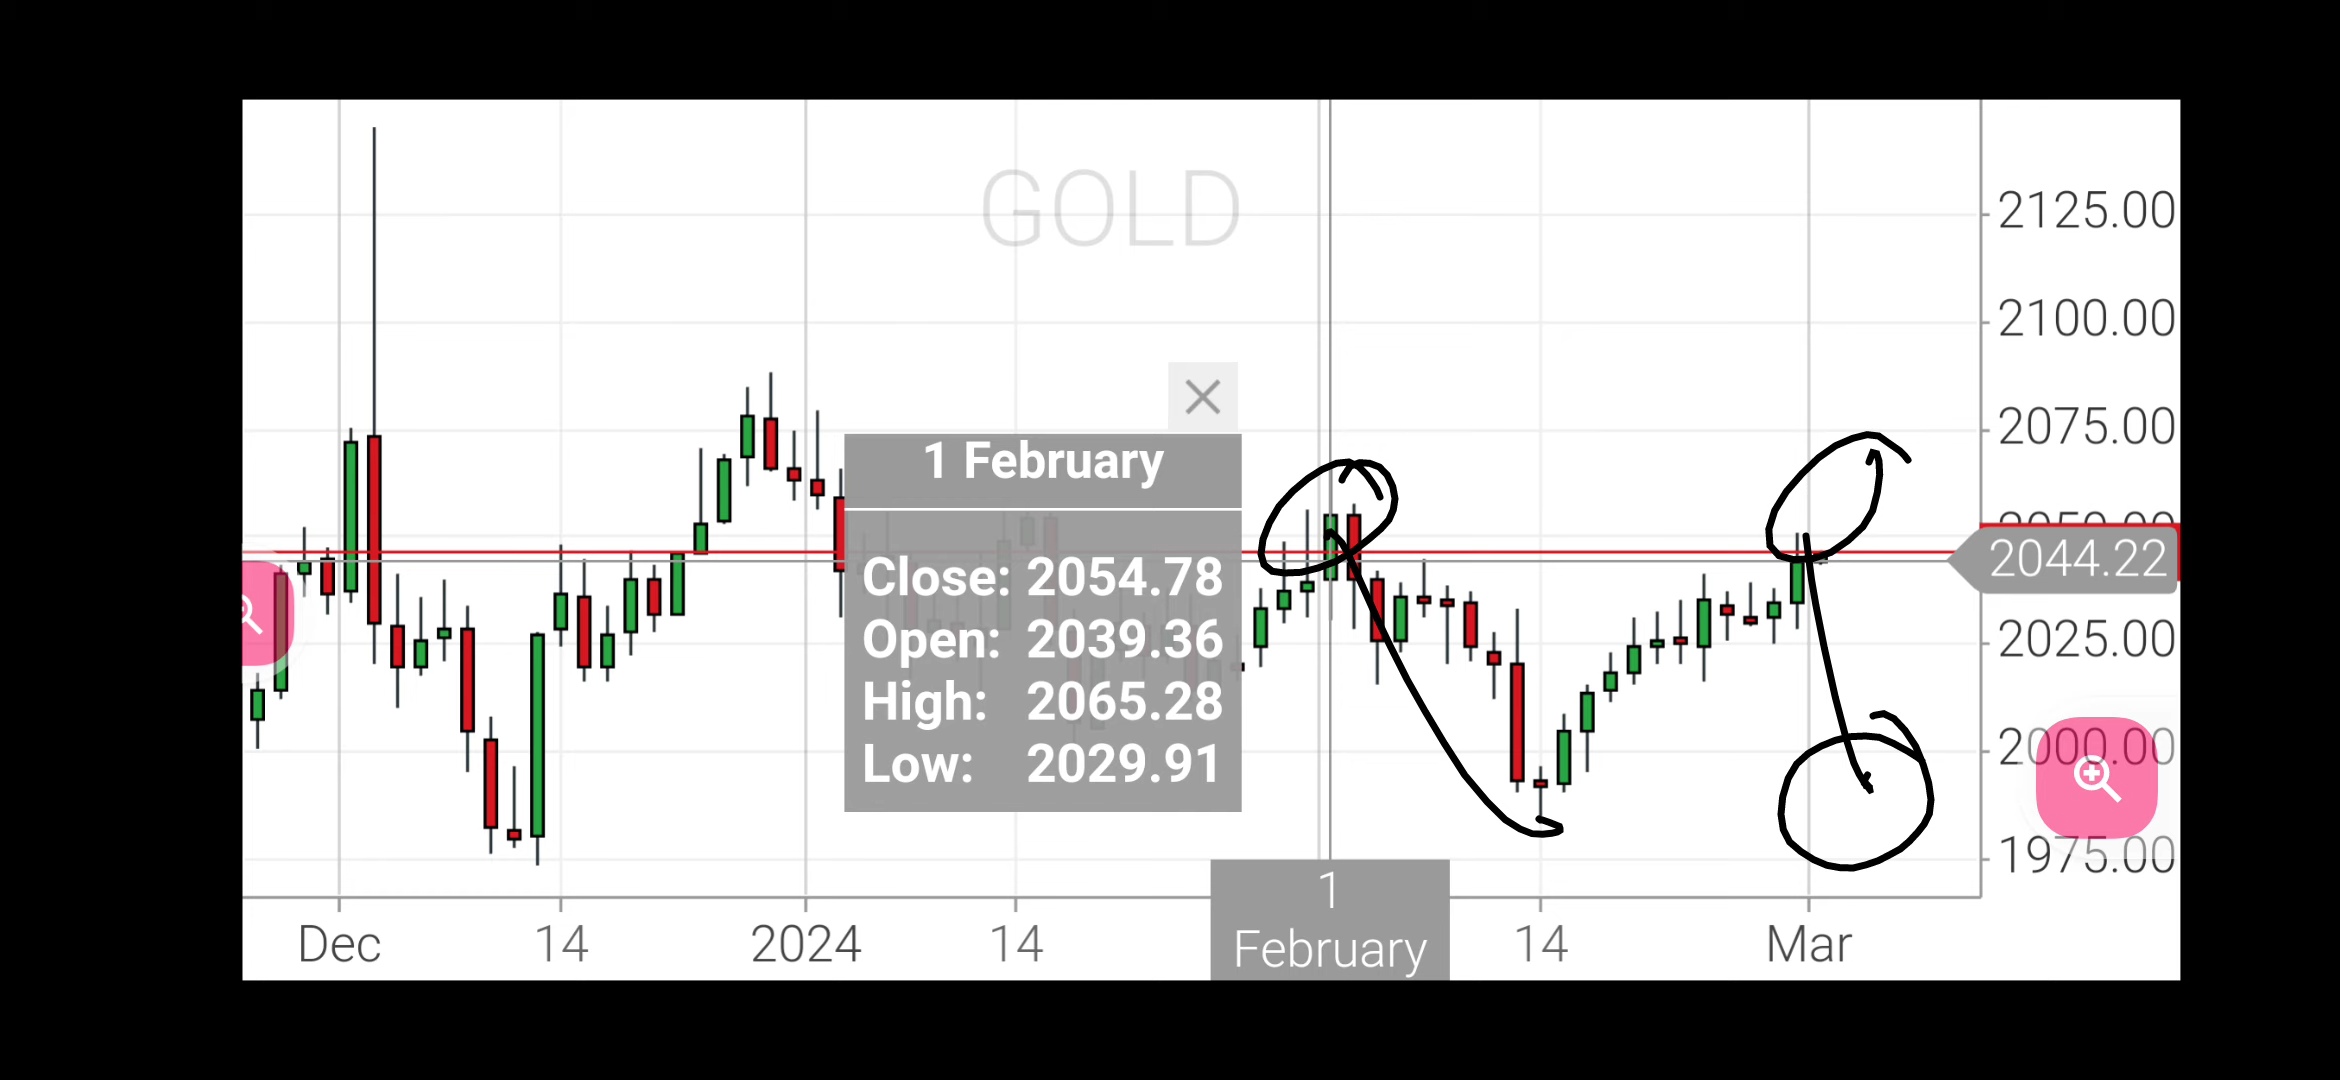 GOLD
2125.00
2100.00
2075.00
1 February
Close: 2054.78
Open: 2039.36
High: 2065.28
Low: 2029.91
2044.22
2025.00
2000.00
1975.00
Dec
14
2024
14
1
February
14
Mar